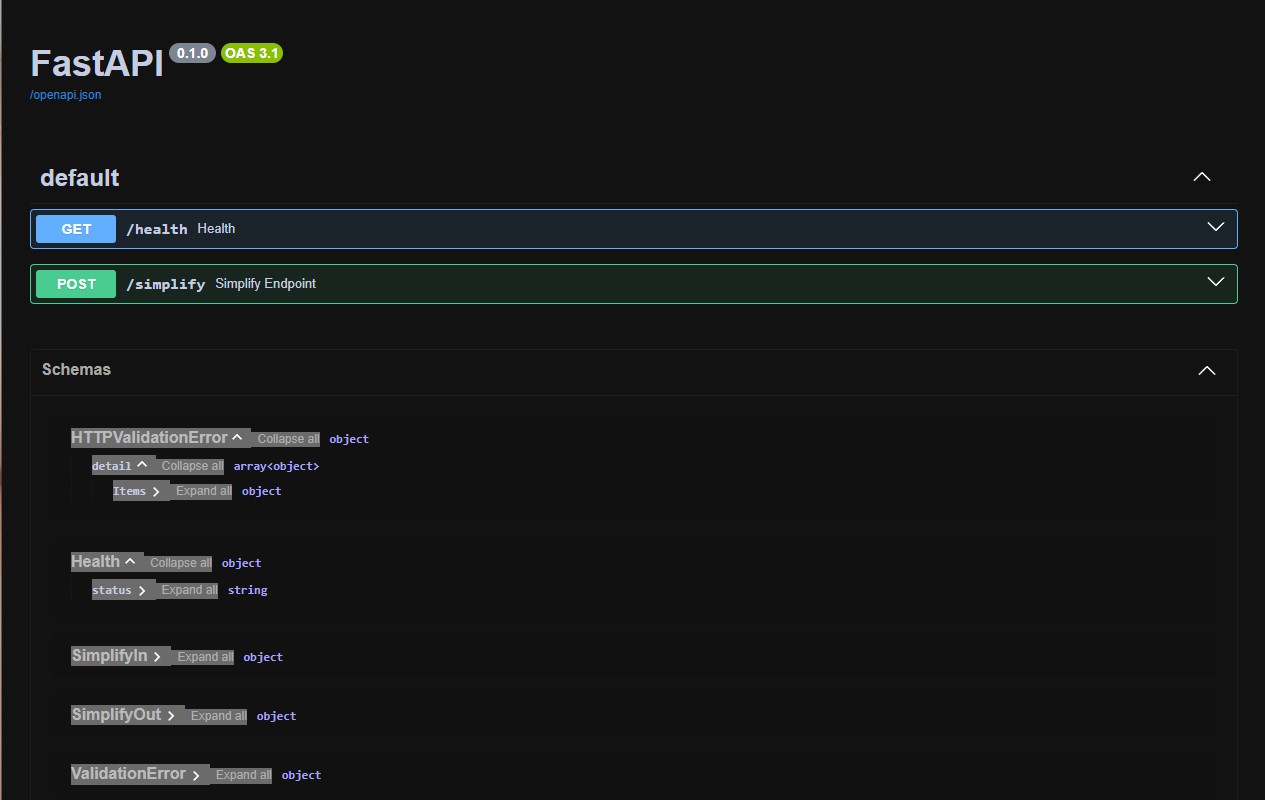 FastAPI 0.1.0 OAS 3.1
/openapi.json
default
GET /health Health
POST /simplify Simplify Endpoint
Schemas
HTTPValidationError Collapse all object
detail Collapse all array<object>
Items Expand all object
Health Collapse all object
status Expand all string
SimplifyIn Expand all object
SimplifyOut Expand all object
ValidationError Expand all object